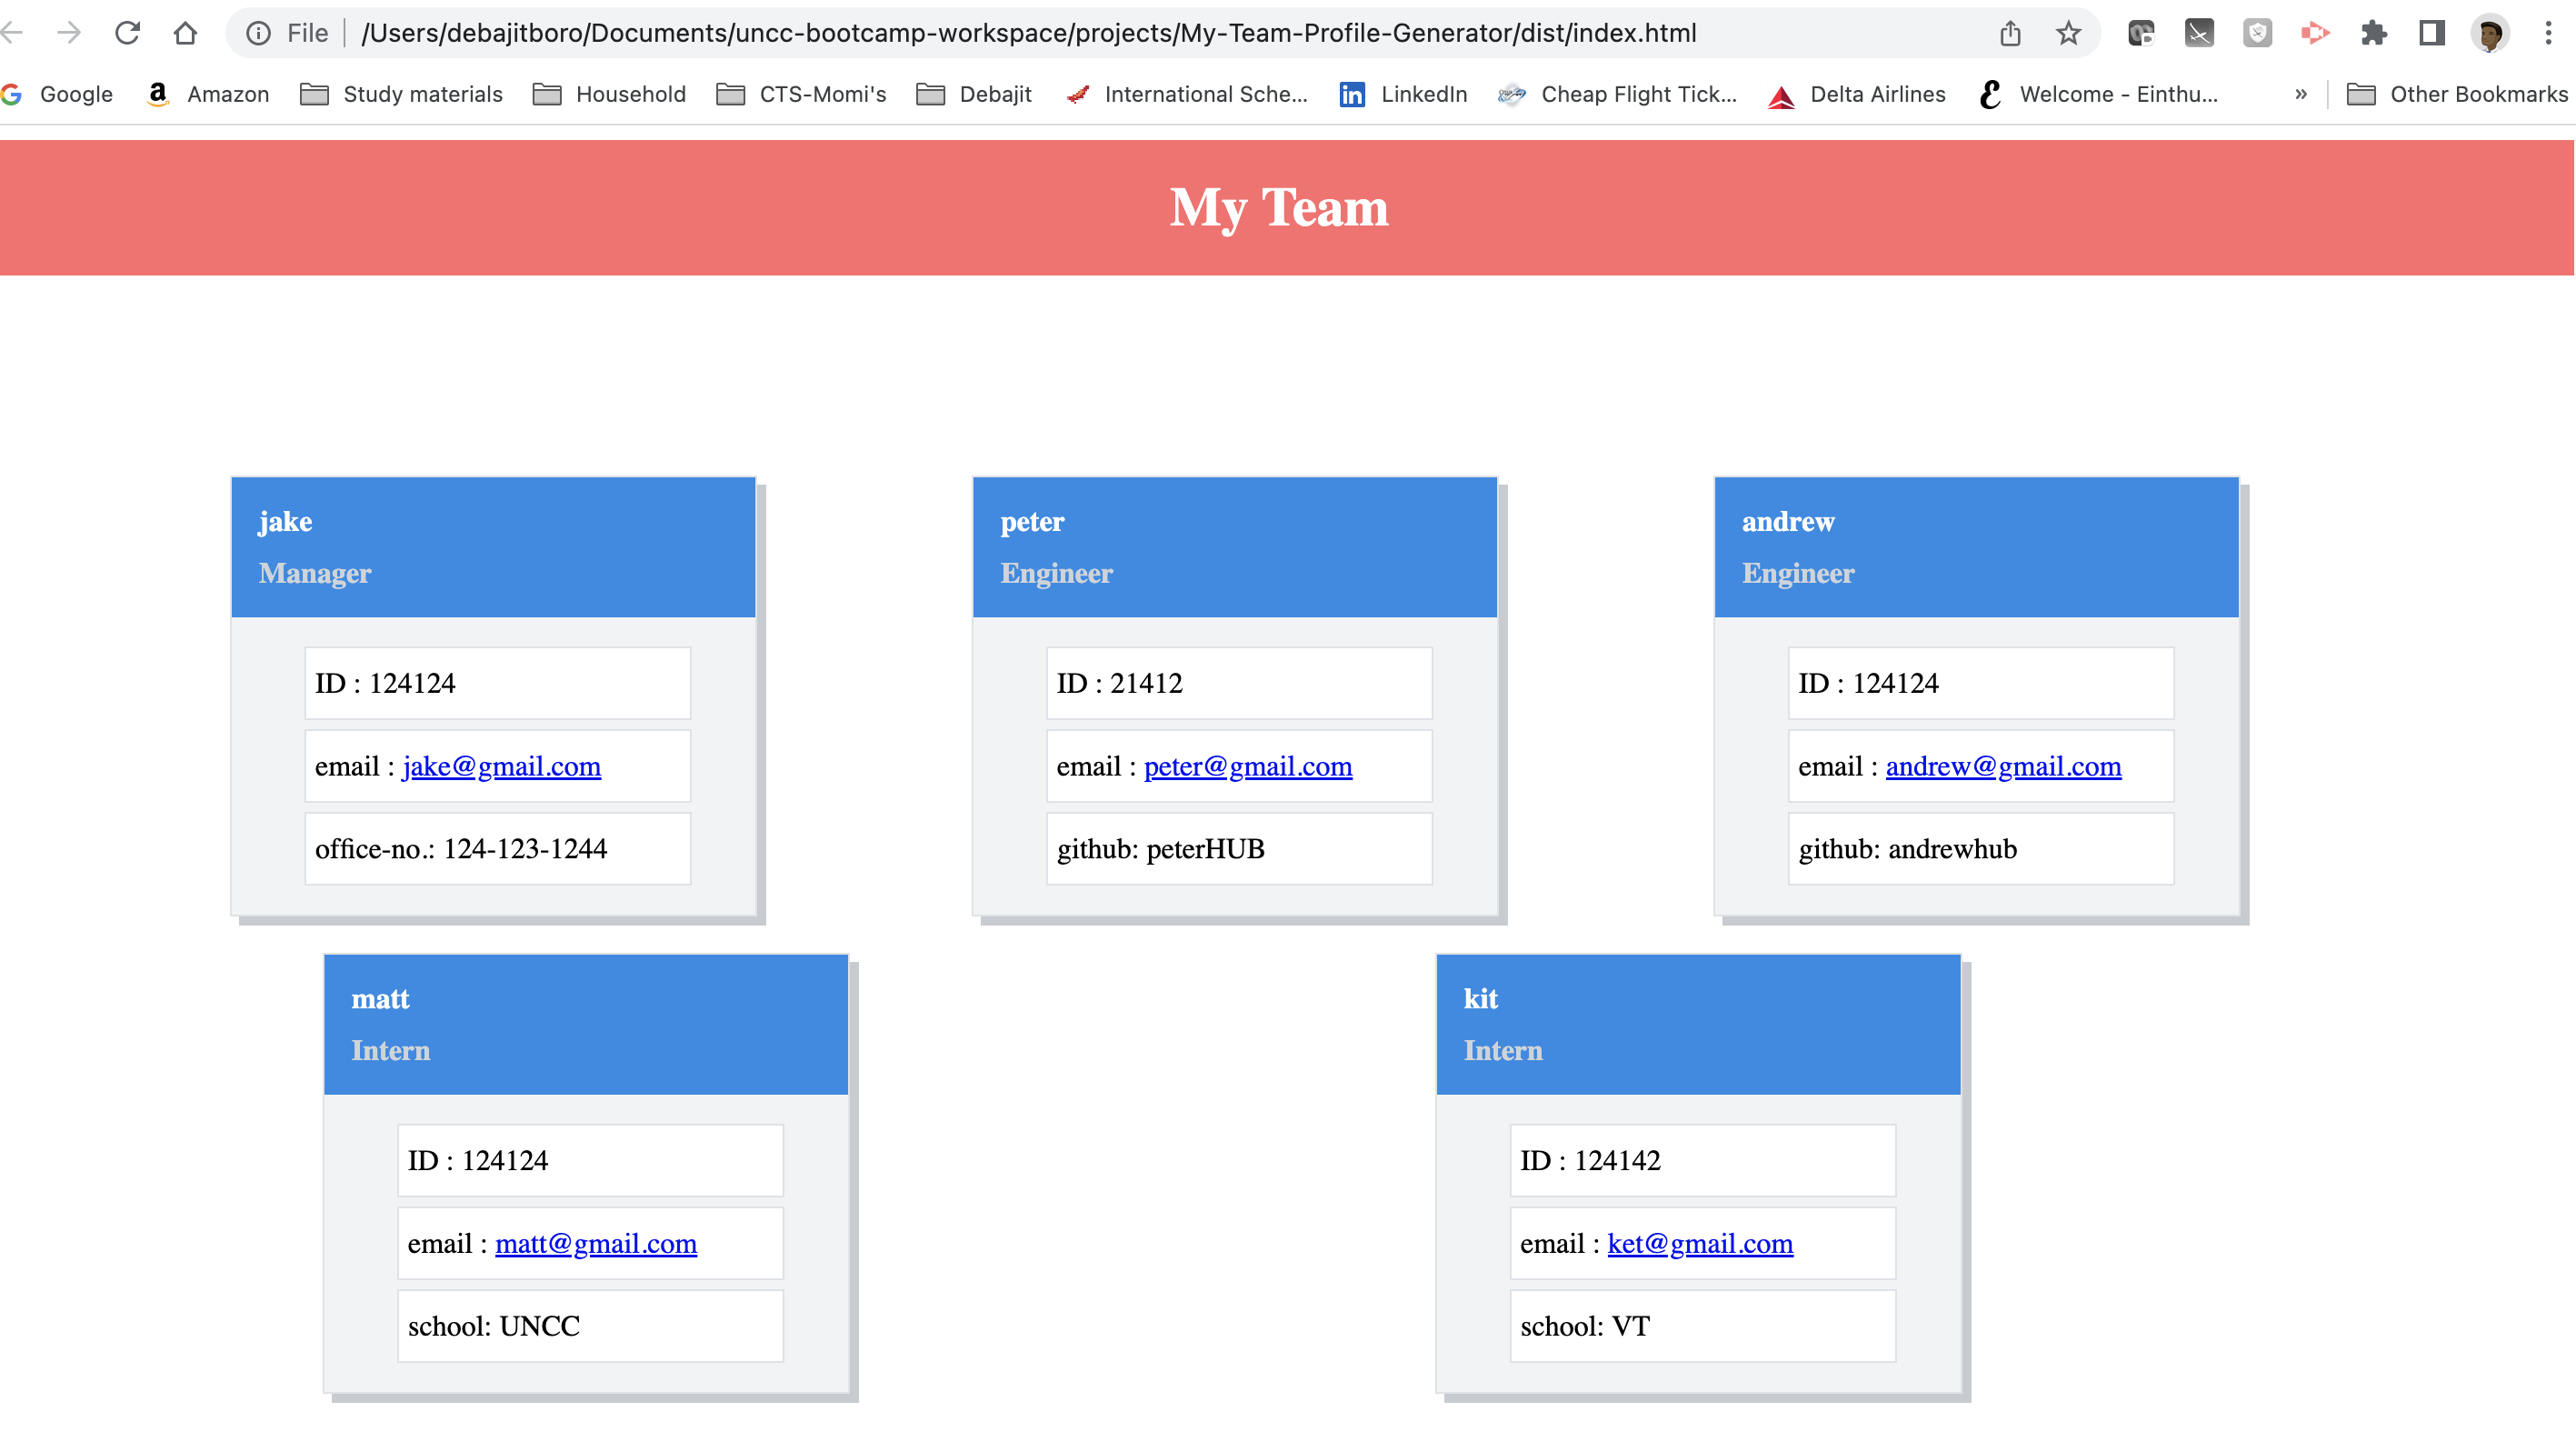 File /Users/debajitboro/Documents/uncc-bootcamp-workspace/projects/My-Team-Profile-Generator/dist/index.html
Google Amazon Study materials Household CTS-Momi's Debajit International Sche... LinkedIn Cheap Flight Tick... Delta Airlines Welcome - Einthu... » Other Bookmarks
My Team
jake
Manager
ID : 124124
email : jake@gmail.com
office-no.: 124-123-1244
peter
Engineer
ID : 21412
email : peter@gmail.com
github: peterHUB
andrew
Engineer
ID : 124124
email : andrew@gmail.com
github: andrewhub
matt
Intern
ID : 124124
email : matt@gmail.com
school: UNCC
kit
Intern
ID : 124142
email : ket@gmail.com
school: VT